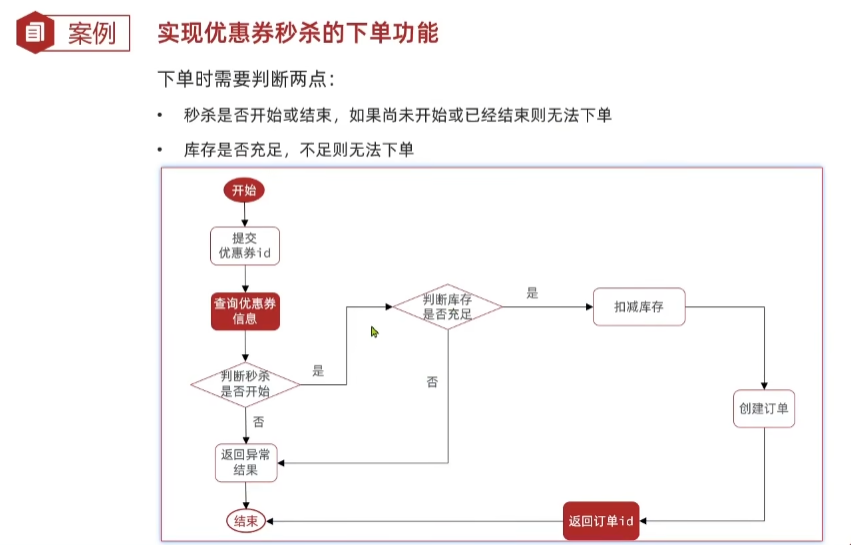 案例
实现优惠券秒杀的下单功能
下单时需要判断两点：
• 秒杀是否开始或结束，如果尚未开始或已经结束则无法下单
• 库存是否充足，不足则无法下单
开始
提交
优惠券id
查询优惠券
信息
判断秒杀
是否开始
是
否
判断库存
是否充足
是
否
扣减库存
创建订单
返回异常
结果
返回订单id
结束